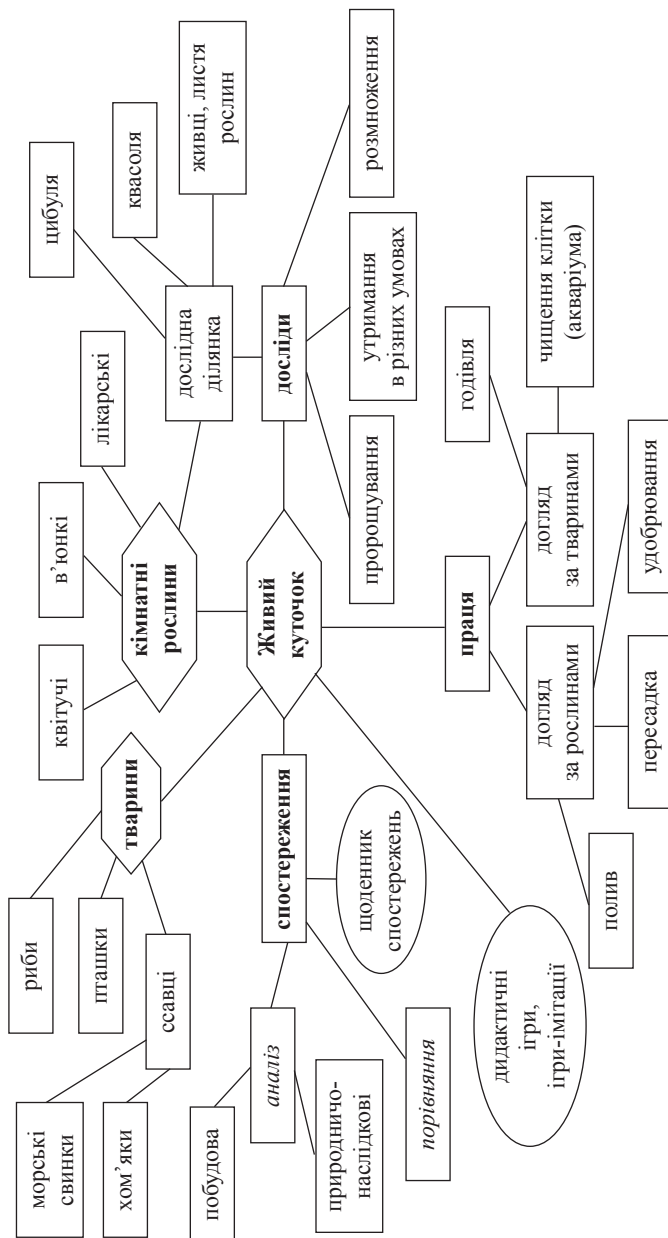 морські
свинки
хом’яки
риби
пташки
ссавці
тварини
квітучі
в’юнкі
лікарські
кімнатні
рослини
цибуля
квасоля
живці, листя
рослин
дослідна
ділянка
побудова
аналіз
природничо-
наслідкові
порівняння
спостереження
щоденник
спостережень
Живий
куточок
досліди
пророщування
утримання
в різних умовах
розмноження
дидактичні
ігри,
ігри-імітації
праця
догляд
за рослинами
полив
пересадка
удобрювання
догляд
за тваринами
годівля
чищення клітки
(акваріума)